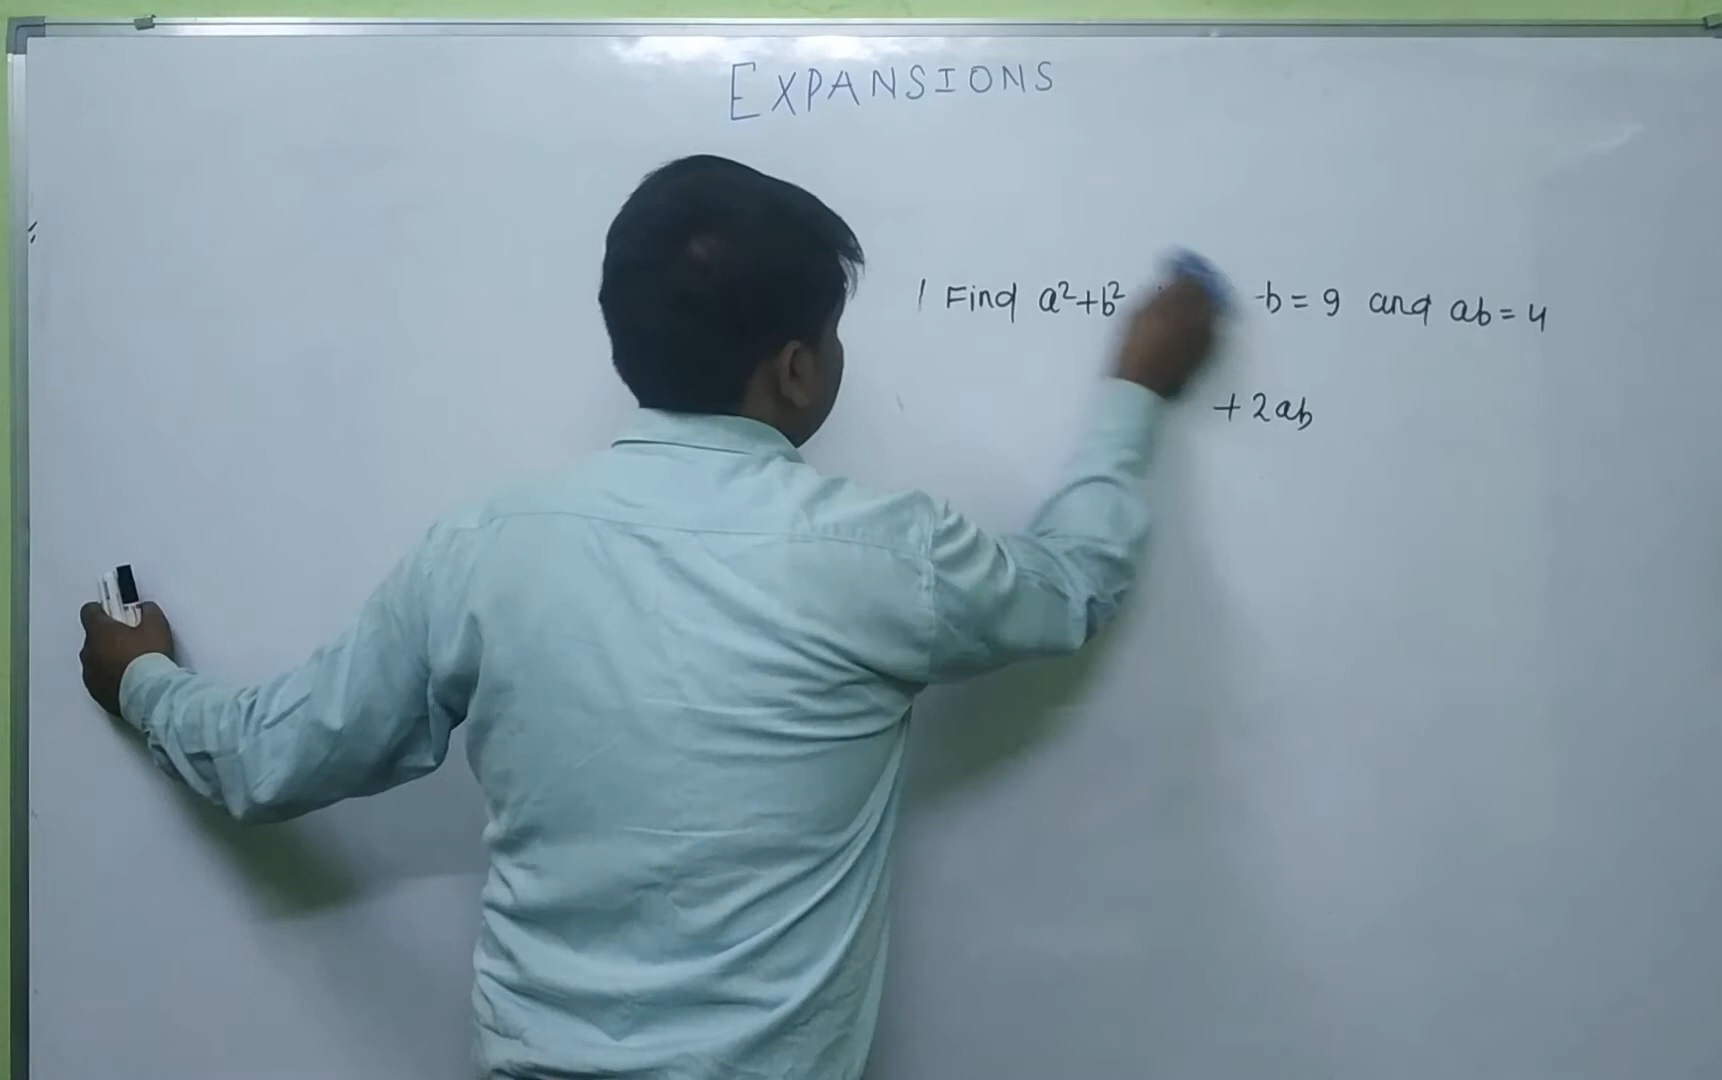 EXPANSIONS
1 Find a²+b² -b = 9 and ab = 4
+ 2ab